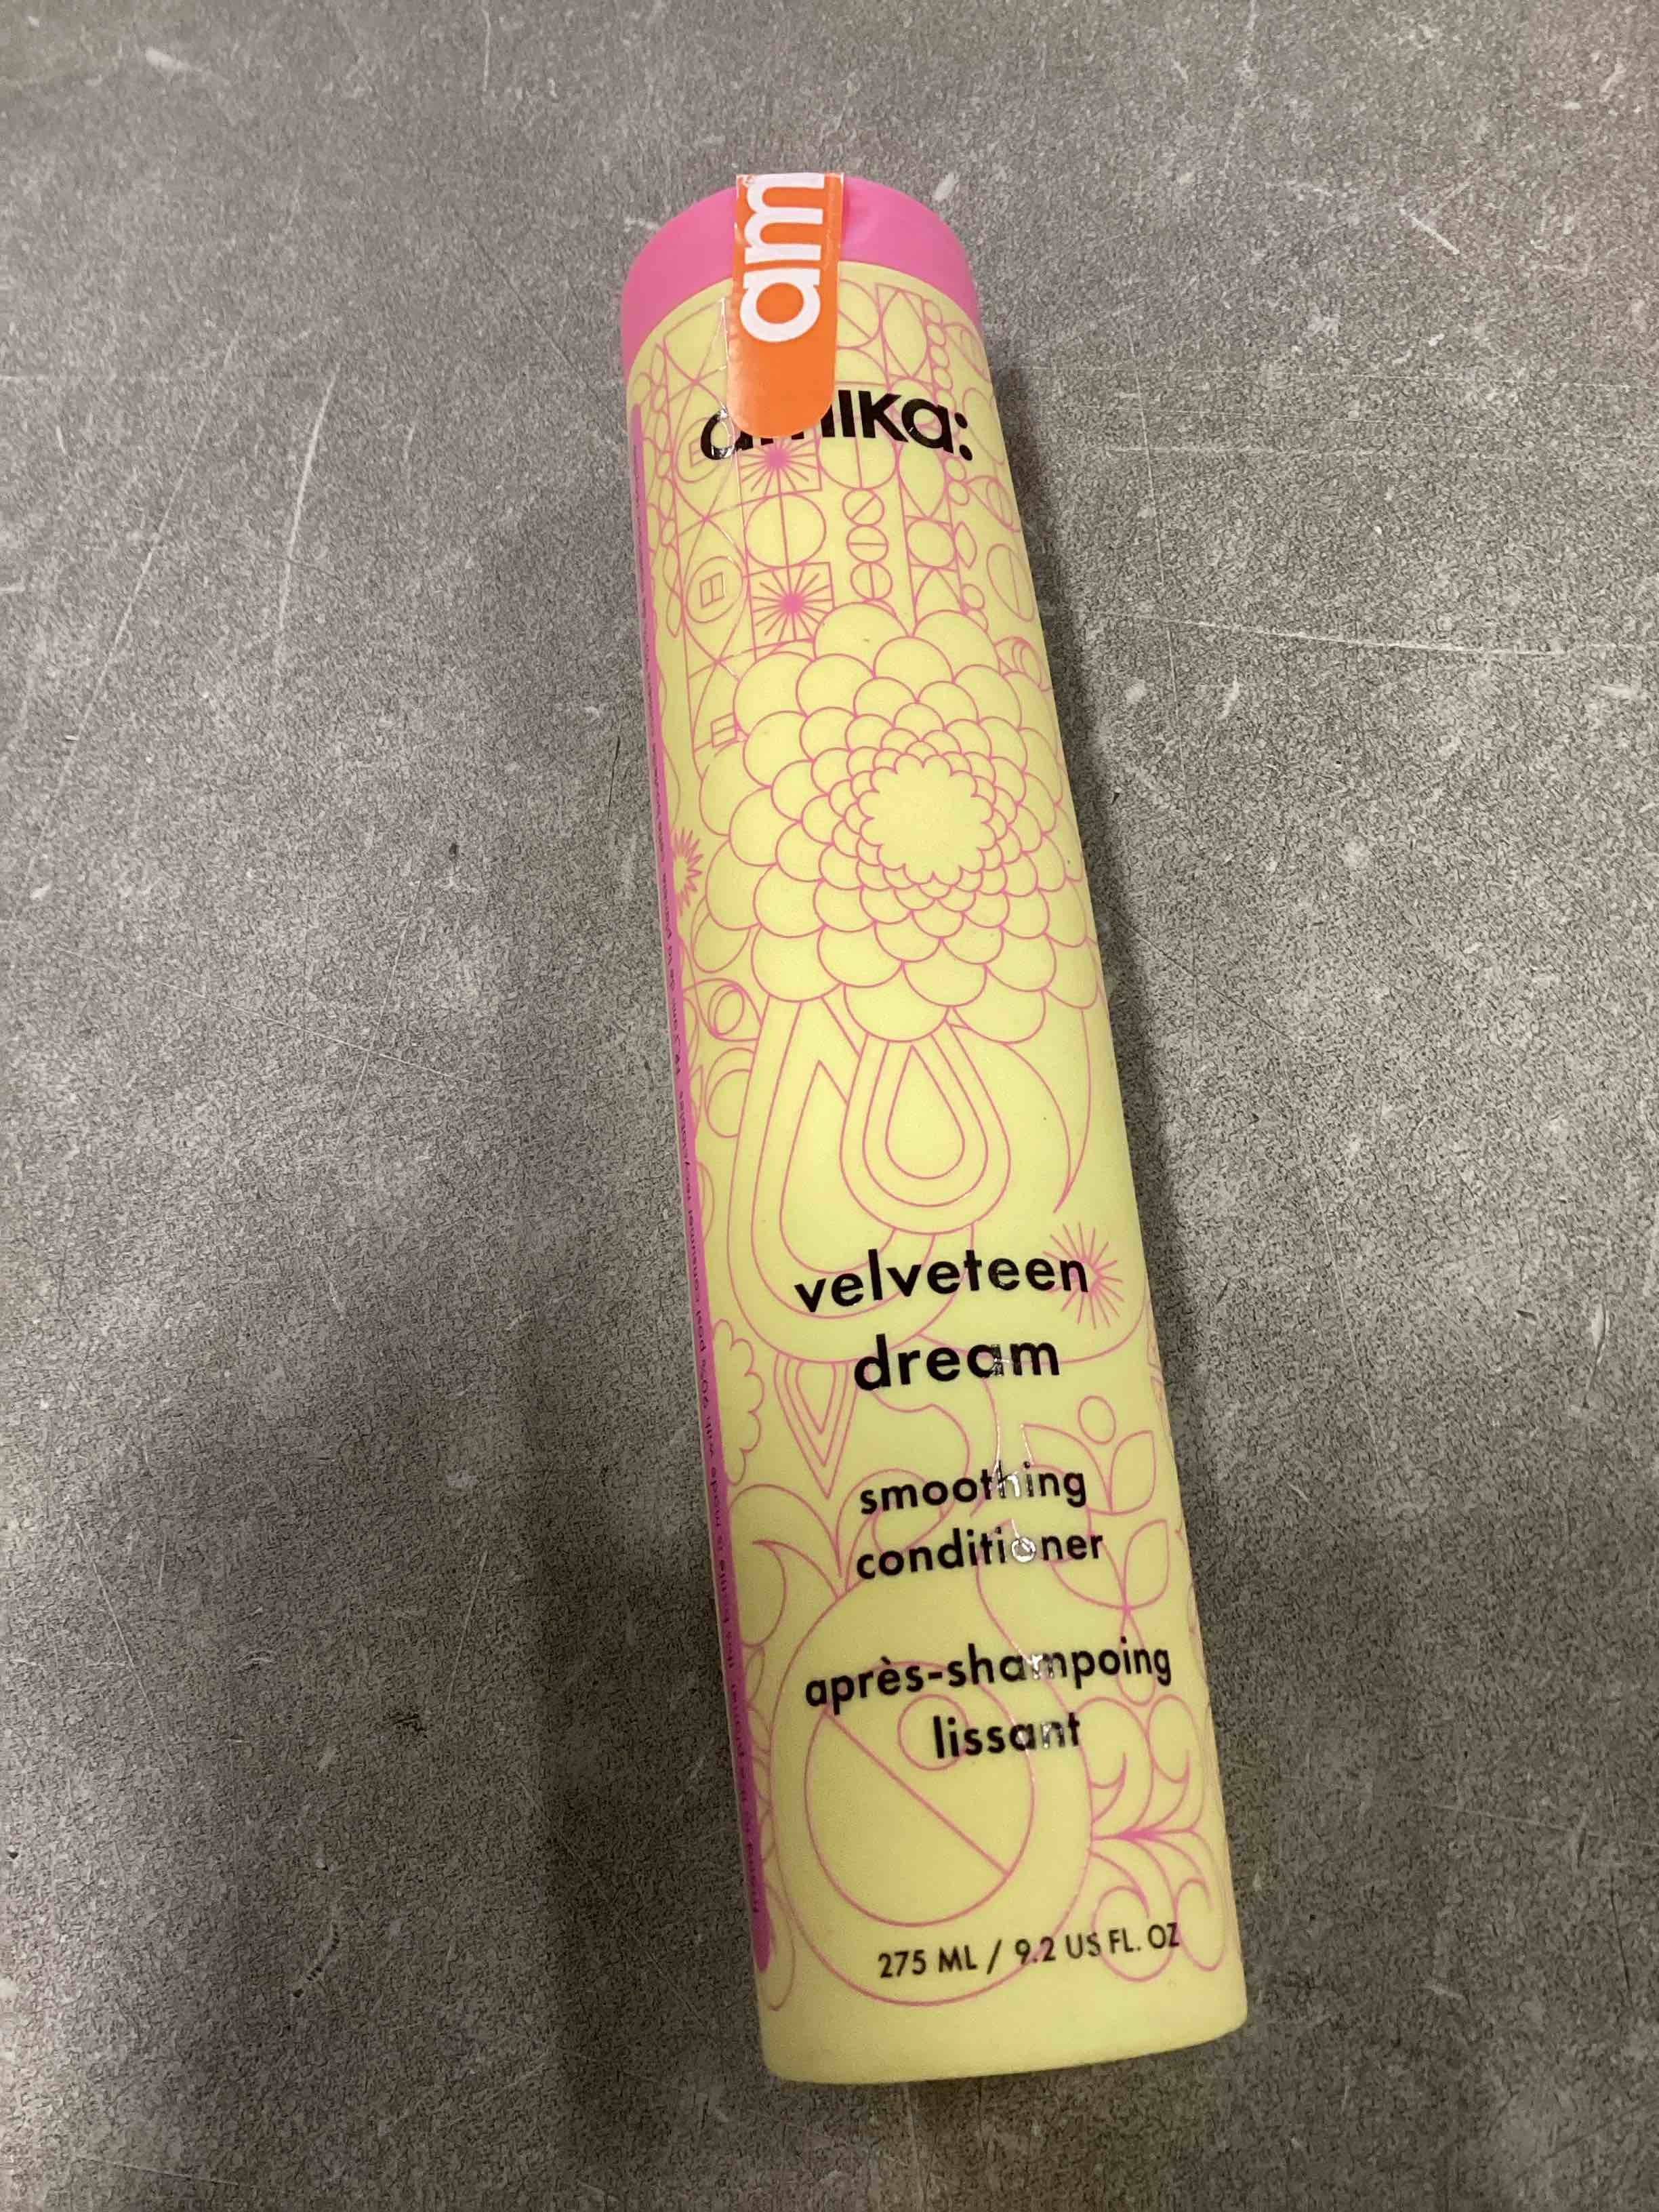 am
amika:
velveteen
dream
smoothing
conditioner
après-shampoing
lissant
275 ML / 9.2 US FL. OZ